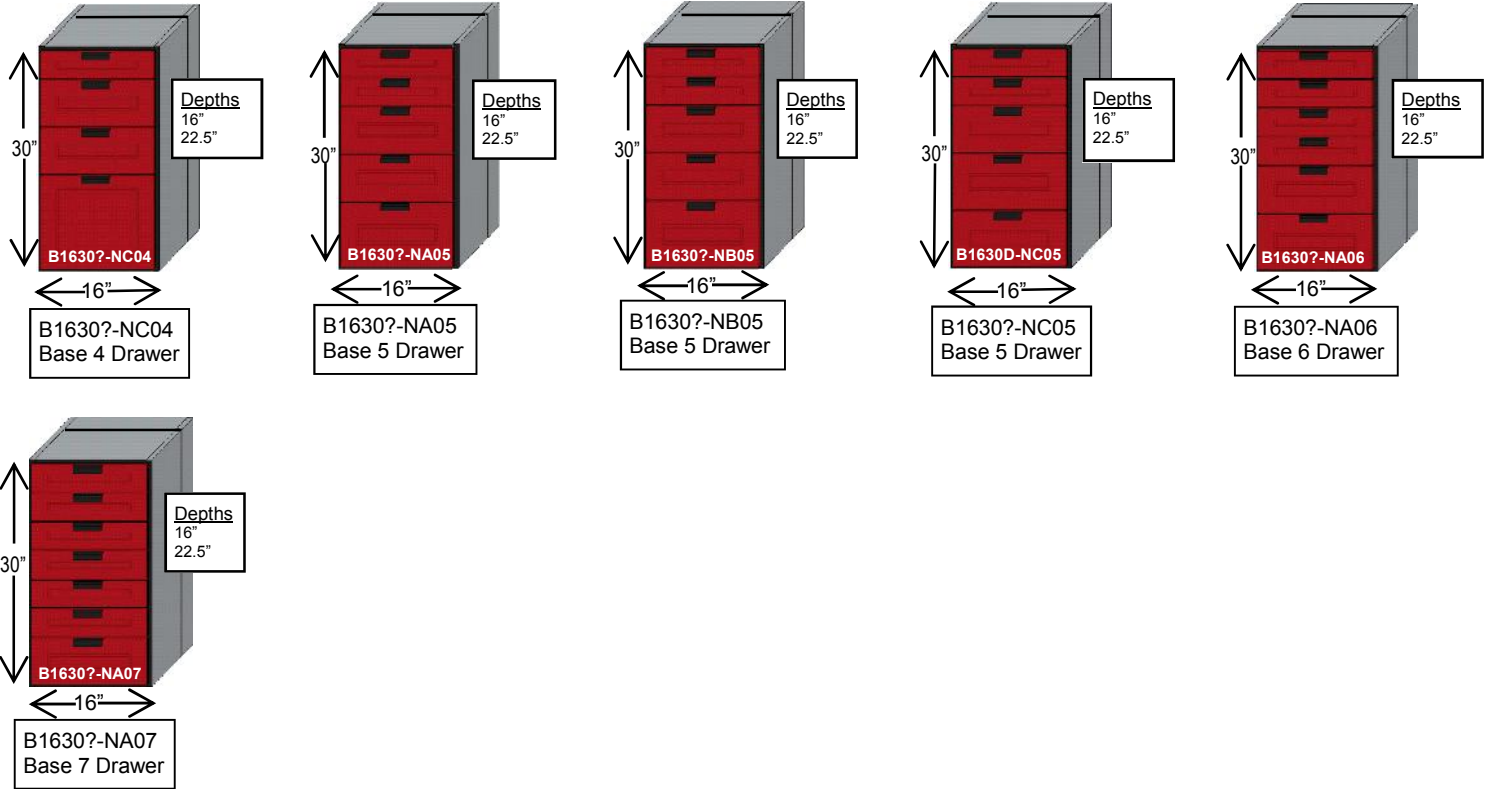 Depths
16”
22.5”
30”
B1630?-NC04
16”
B1630?-NC04
Base 4 Drawer
Depths
16”
22.5”
30”
B1630?-NA05
16”
B1630?-NA05
Base 5 Drawer
Depths
16”
22.5”
30”
B1630?-NB05
16”
B1630?-NB05
Base 5 Drawer
Depths
16”
22.5”
30”
B1630D-NC05
16”
B1630?-NC05
Base 5 Drawer
Depths
16”
22.5”
30”
B1630?-NA06
16”
B1630?-NA06
Base 6 Drawer
Depths
16”
22.5”
30”
B1630?-NA07
16”
B1630?-NA07
Base 7 Drawer